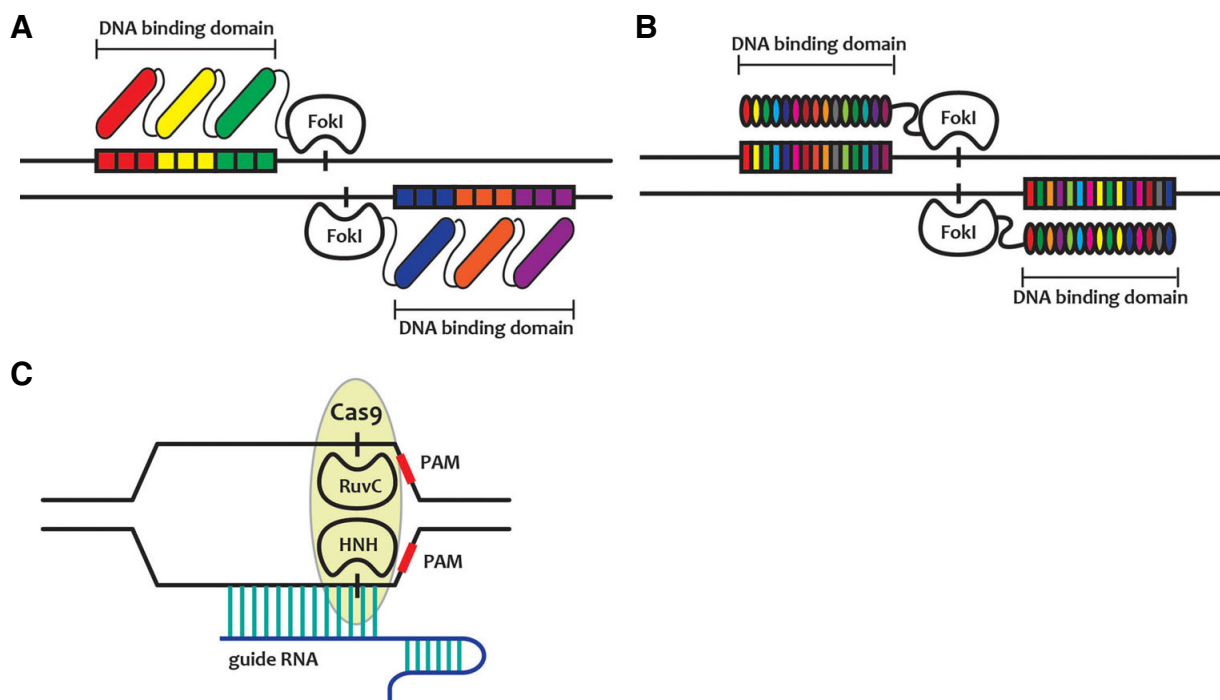 A
DNA binding domain
FokI
FokI
DNA binding domain
B
DNA binding domain
FokI
FokI
DNA binding domain
C
Cas9
PAM
RuvC
HNH
PAM
guide RNA